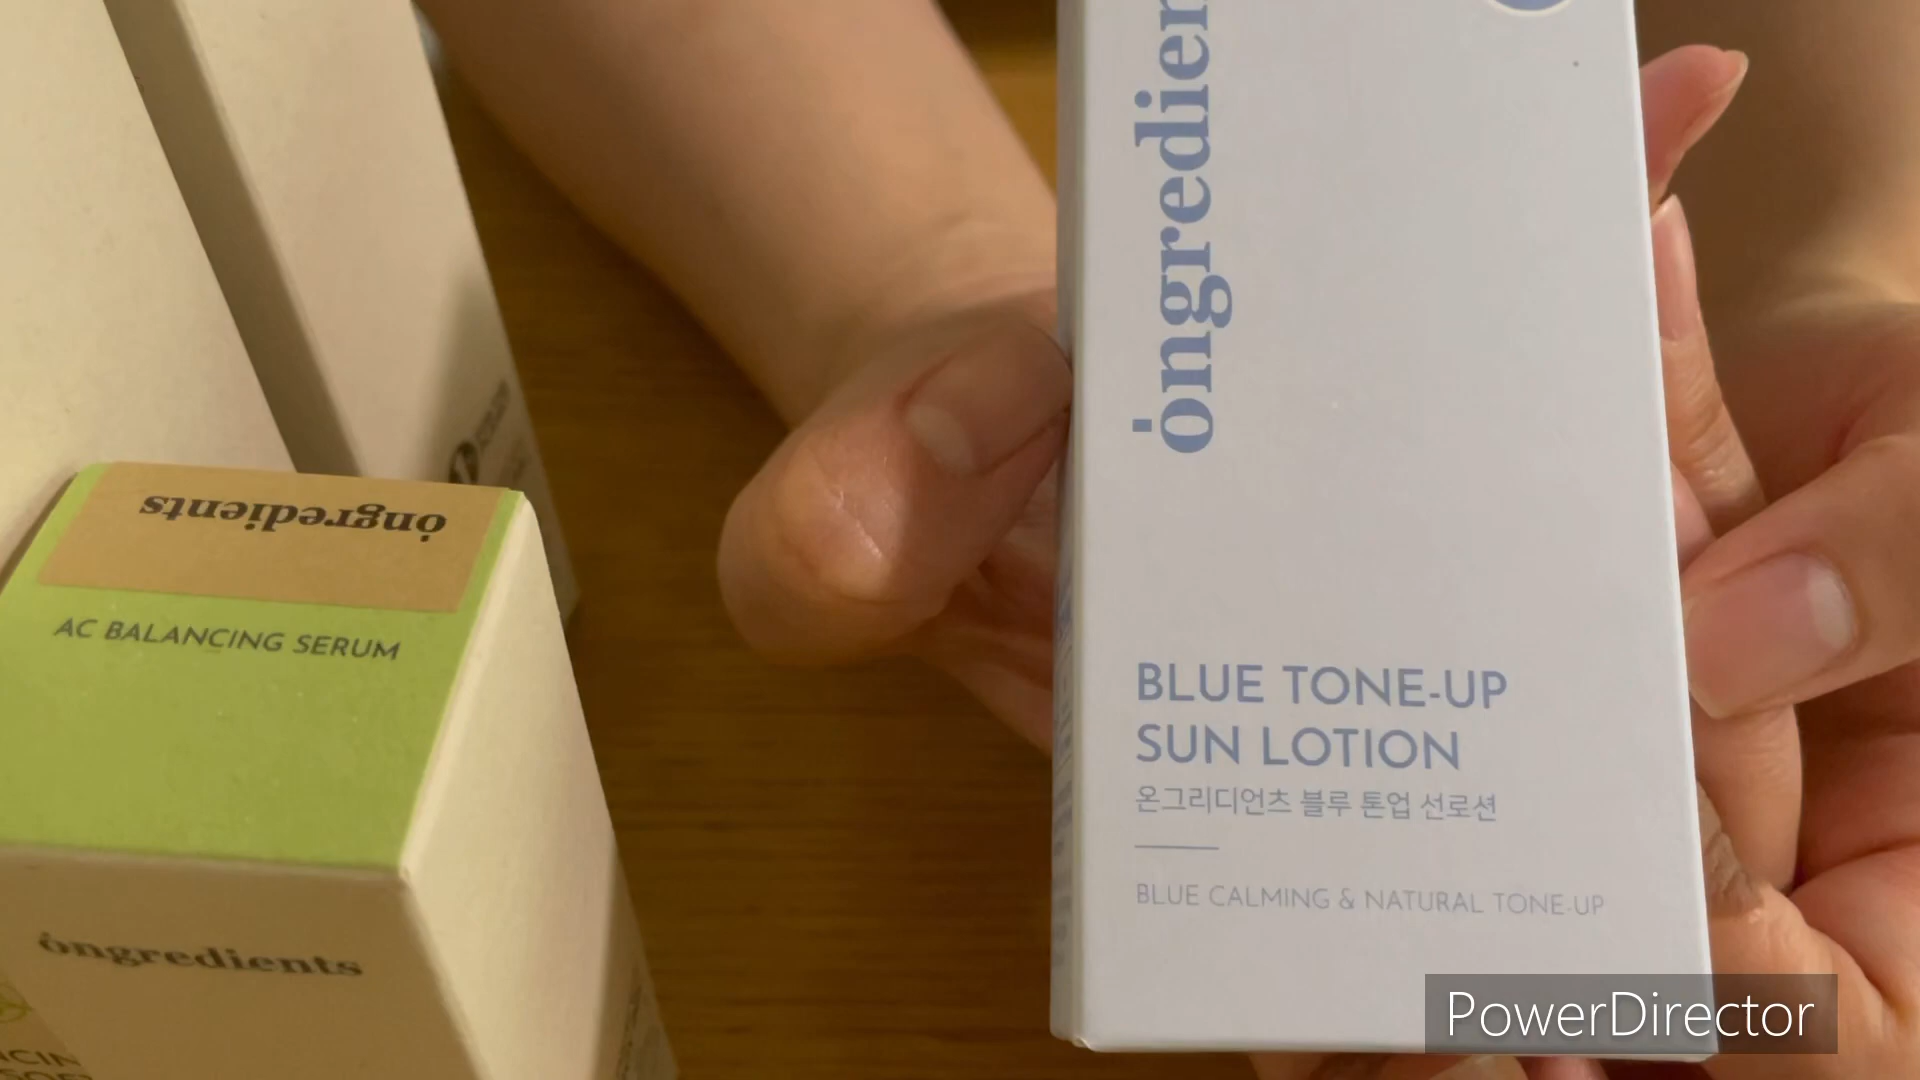 ongredients
AC BALANCING SERUM
ongredients
ongredien
BLUE TONE-UP
SUN LOTION
온그리디언츠 블루 톤업 선로션
BLUE CALMING & NATURAL TONE-UP
PowerDirector